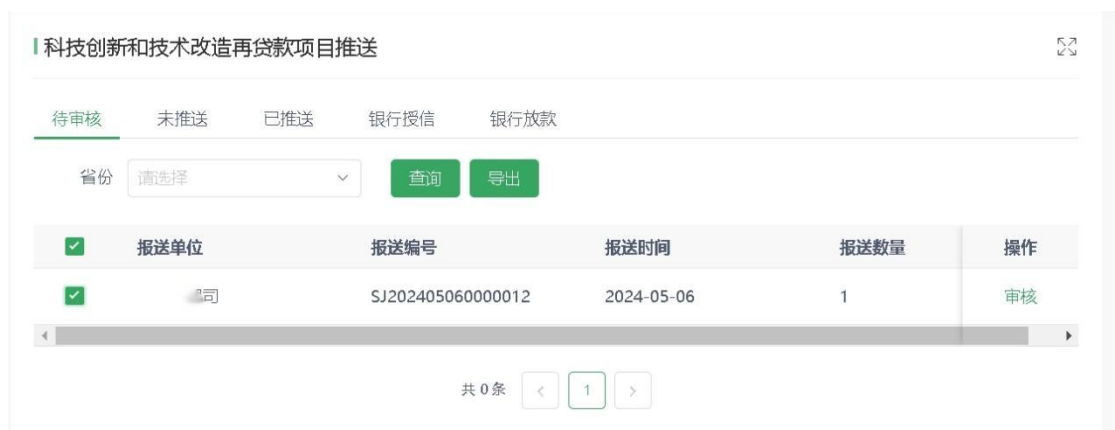 科技创新和技术改造再贷款项目推送
待审核 未推送 已推送 银行授信 银行放款
省份 请选择 查询 导出
报送单位 报送编号 报送时间 报送数量 操作
司 SJ202405060000012 2024-05-06 1 审核
共 0 条 < 1 >